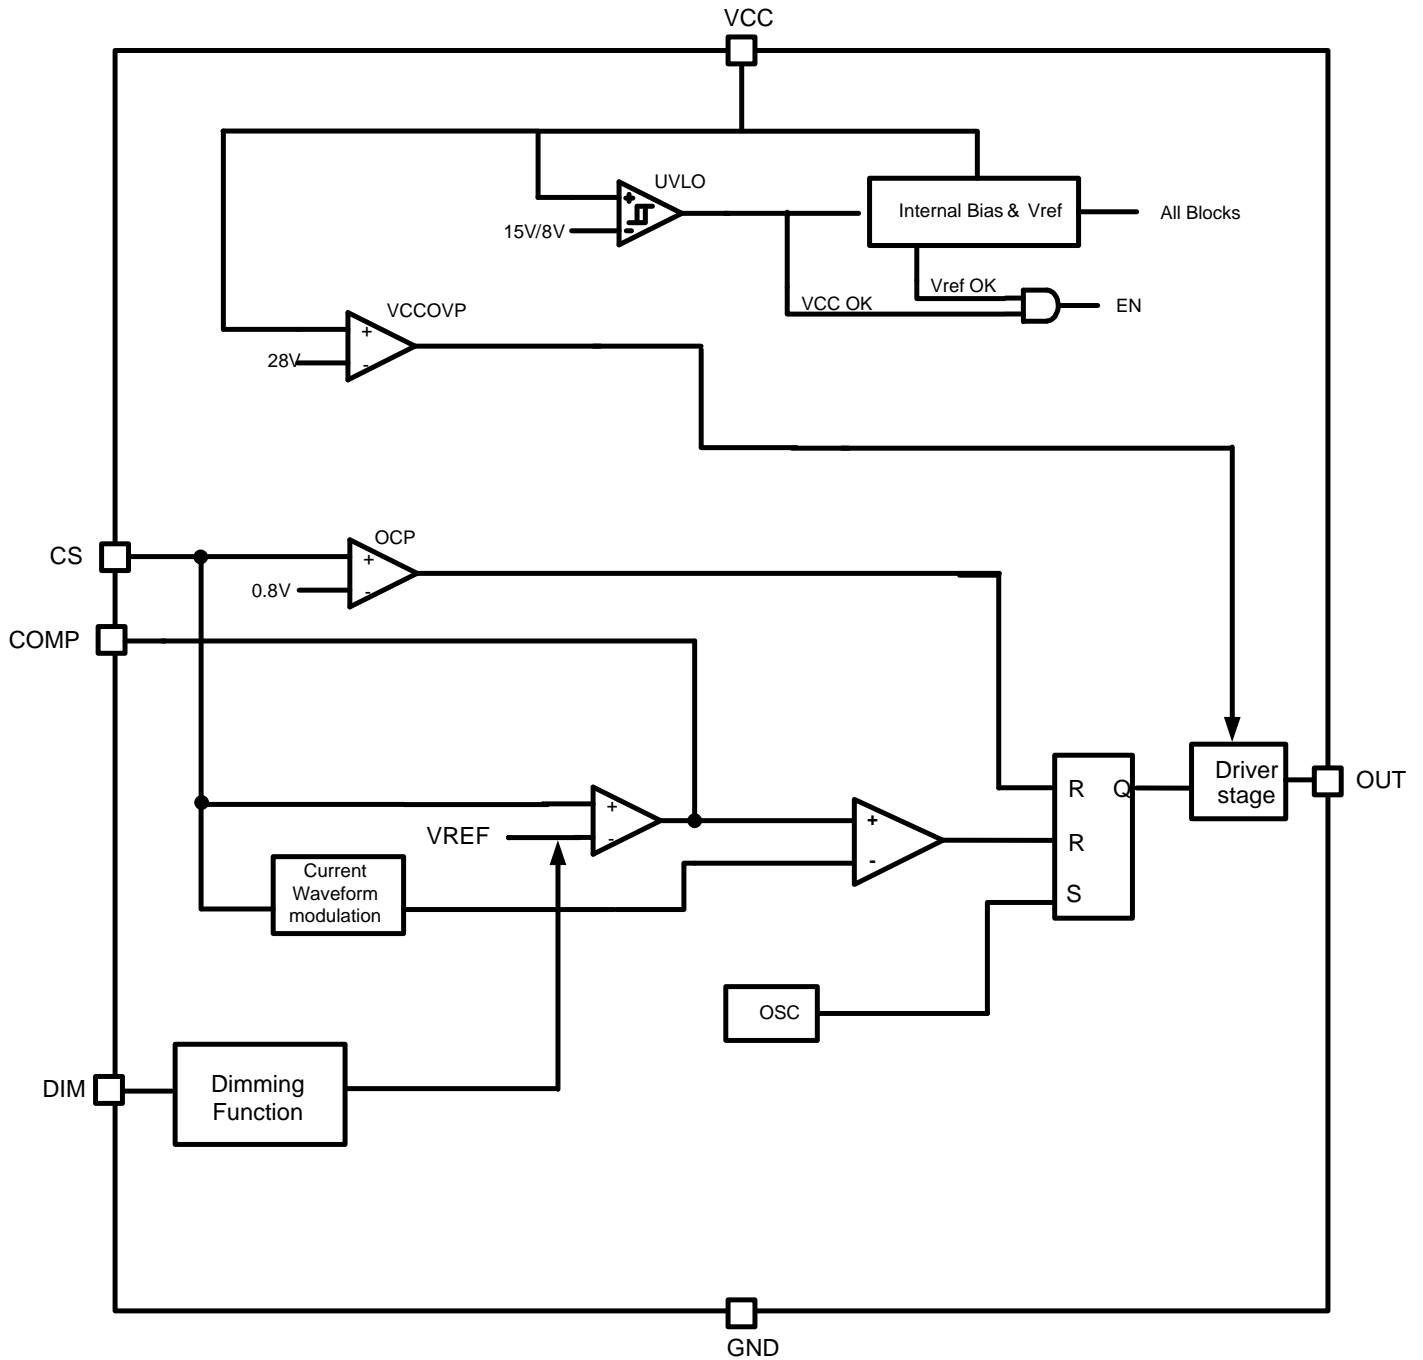 VCC
UVLO
+
-
15V/8V
Internal Bias & Vref
All Blocks
Vref OK
VCC OK
EN
VCCOVP
+
-
28V
CS
OCP
+
-
0.8V
COMP
VREF
+
-
+
-
R
Q
R
S
Driver
stage
OUT
Current
Waveform
modulation
OSC
DIM
Dimming
Function
GND